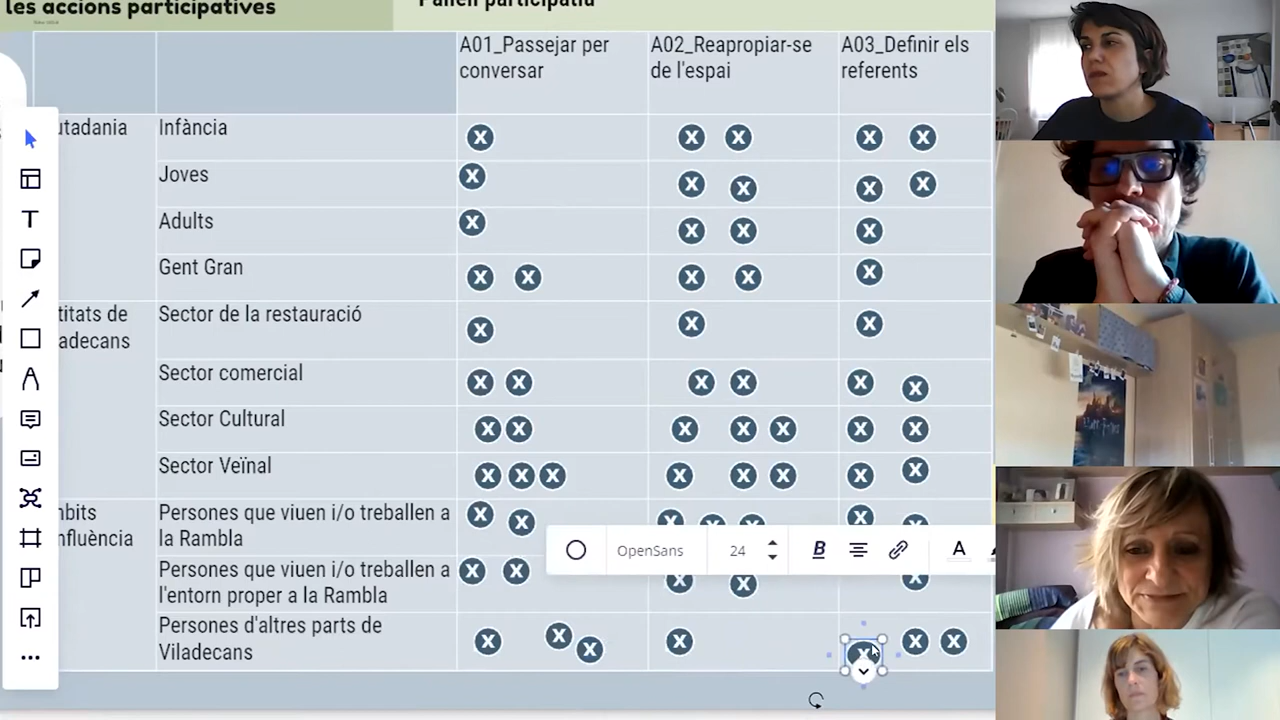 les accions participatives
Panell participatiu
A01_Passejar per
conversar
A02_Reapropiar-se
de l'espai
A03_Definir els
referents
utadania
Infància
X X X X X
Joves
X X X X X
Adults
X X X X
Gent Gran
X X X X X
titats de
adecans
Sector de la restauració
X X X
Sector comercial
X X X X X X
Sector Cultural
X X X X X X X
Sector Veïnal
X X X X X X X X
mbits
nfluència
Persones que viuen i/o treballen a
la Rambla
X X X X X X X
OpenSans 24 B A
Persones que viuen i/o treballen a
l'entorn proper a la Rambla
X X X X X
Persones d'altres parts de
Viladecans
X X X X X X X